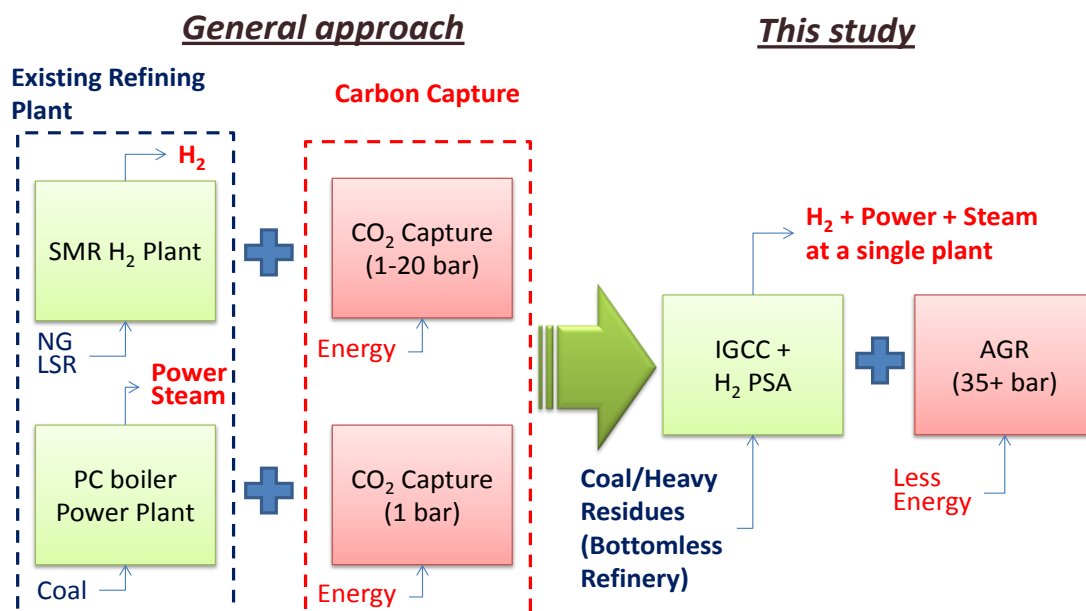 General approach
This study
Existing Refining
Plant
Carbon Capture
H₂
SMR H₂ Plant
NG
LSR
CO₂ Capture
(1-20 bar)
Energy
Power
Steam
PC boiler
Power Plant
Coal
CO₂ Capture
(1 bar)
Energy
H₂ + Power + Steam
at a single plant
IGCC +
H₂ PSA
Coal/Heavy
Residues
(Bottomless
Refinery)
AGR
(35+ bar)
Less
Energy